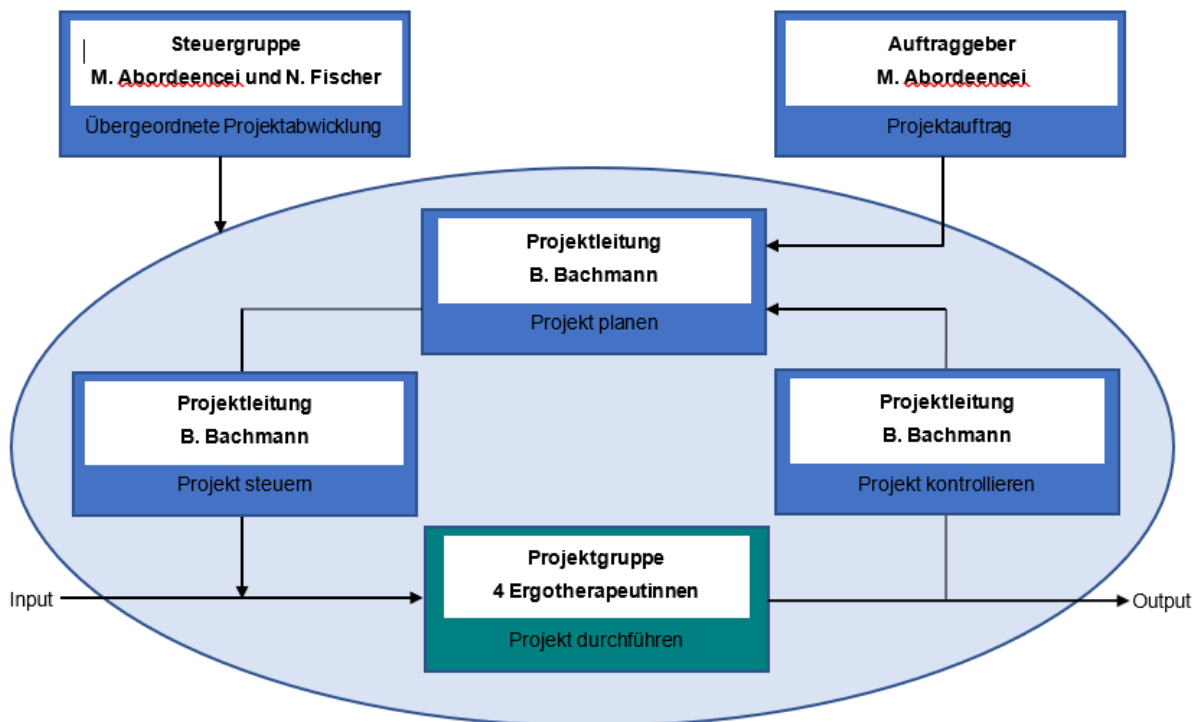 Steuergruppe
M. Abordeencei und N. Fischer
Übergeordnete Projektabwicklung
Auftraggeber
M. Abordeencei
Projektauftrag
Projektleitung
B. Bachmann
Projekt planen
Projektleitung
B. Bachmann
Projekt steuern
Projektleitung
B. Bachmann
Projekt kontrollieren
Input
Projektgruppe
4 Ergotherapeutinnen
Projekt durchführen
Output